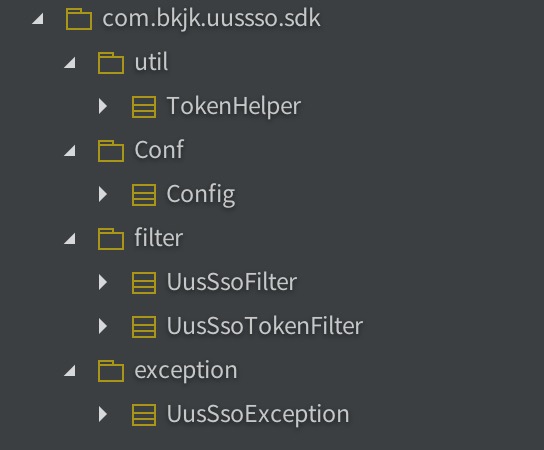 com.bkjk.uussso.sdk
util
TokenHelper
Conf
Config
filter
UusSsoFilter
UusSsoTokenFilter
exception
UusSsoException